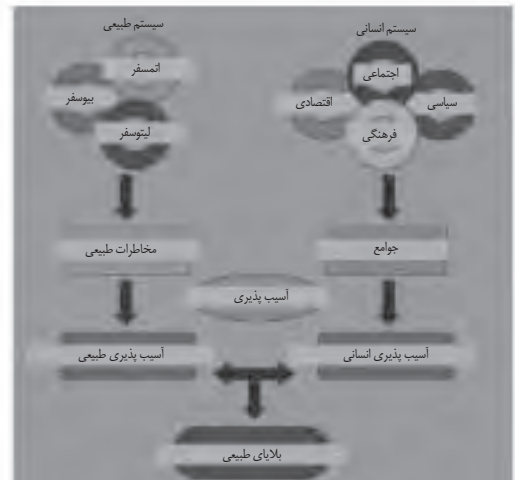 سیستم انسانی
سیستم طبیعی
اجتماعی
سیاسی
اقتصادی
فرهنگی
اتمسفر
بیوسفر
لیتوسفر
جوامع
مخاطرات طبیعی
آسیب پذیری
آسیب پذیری انسانی
آسیب پذیری طبیعی
بلایای طبیعی